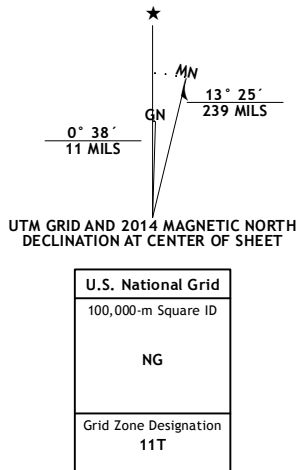 ★
MN
GN
13° 25´
239 MILS
0° 38´
11 MILS
UTM GRID AND 2014 MAGNETIC NORTH
DECLINATION AT CENTER OF SHEET
U.S. National Grid
100,000-m Square ID
NG
Grid Zone Designation
11T